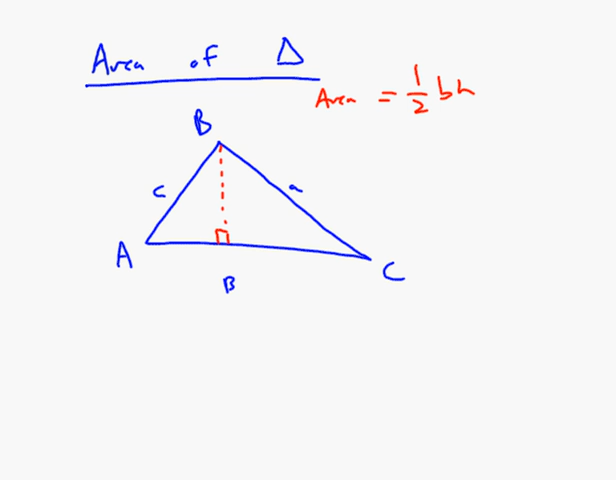 Area of Δ
Area = 1/2 bh
B
c
a
A
C
B